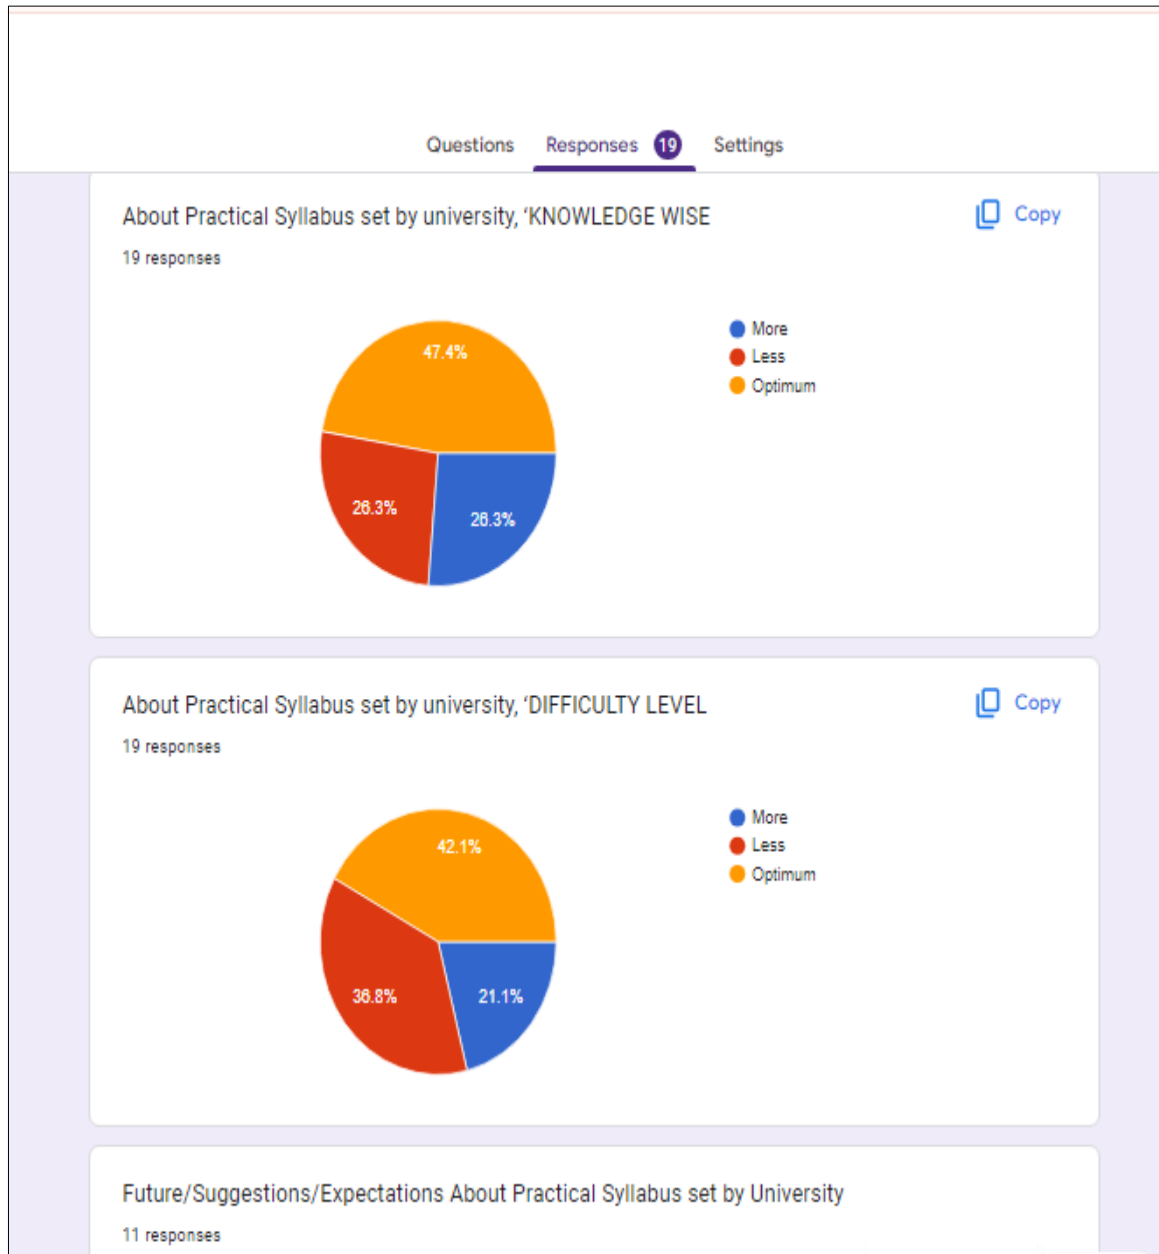 Questions Responses 19 Settings
About Practical Syllabus set by university, ‘KNOWLEDGE WISE
Copy
19 responses
More
Less
Optimum
47.4%
26.3%
26.3%
About Practical Syllabus set by university, ‘DIFFICULTY LEVEL
Copy
19 responses
More
Less
Optimum
42.1%
36.8%
21.1%
Future/Suggestions/Expectations About Practical Syllabus set by University
11 responses